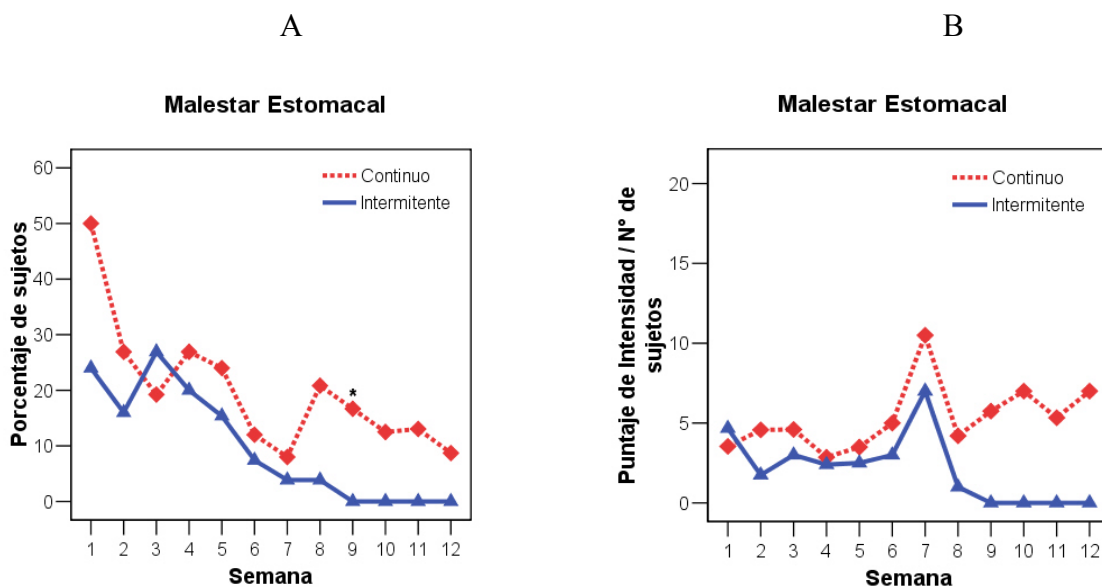 A
Malestar Estomacal
Porcentaje de sujetos
60
50
40
30
20
10
0
Continuo
Intermitente
*
1 2 3 4 5 6 7 8 9 10 11 12
Semana
B
Malestar Estomacal
Puntaje de Intensidad / N° de
sujetos
20
15
10
5
0
Continuo
Intermitente
1 2 3 4 5 6 7 8 9 10 11 12
Semana